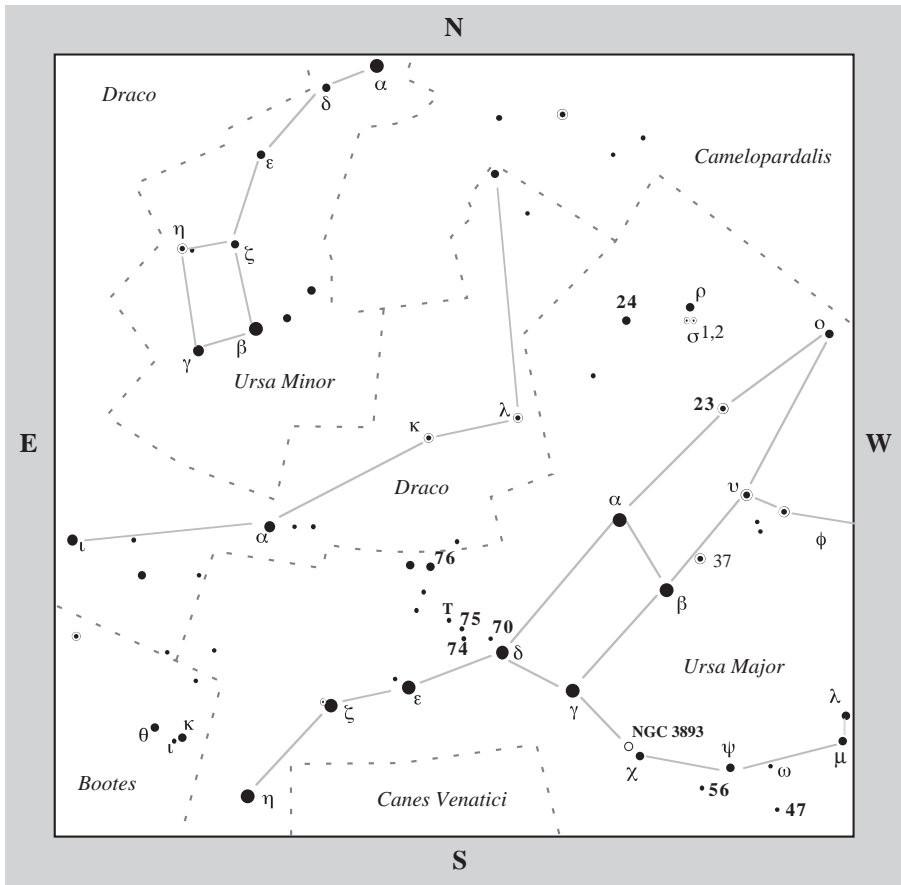 N
α
Draco
δ
Camelopardalis
ε
η
ζ
24
ρ
σ1,2
ο
β
γ
Ursa Minor
23
λ
κ
E
W
Draco
υ
α
α
ι
φ
76
37
T
75
70
β
74
δ
Ursa Major
ε
γ
λ
ζ
NGC 3893
θ
κ
ι
ψ
μ
χ
ω
Bootes
56
η
Canes Venatici
47
S